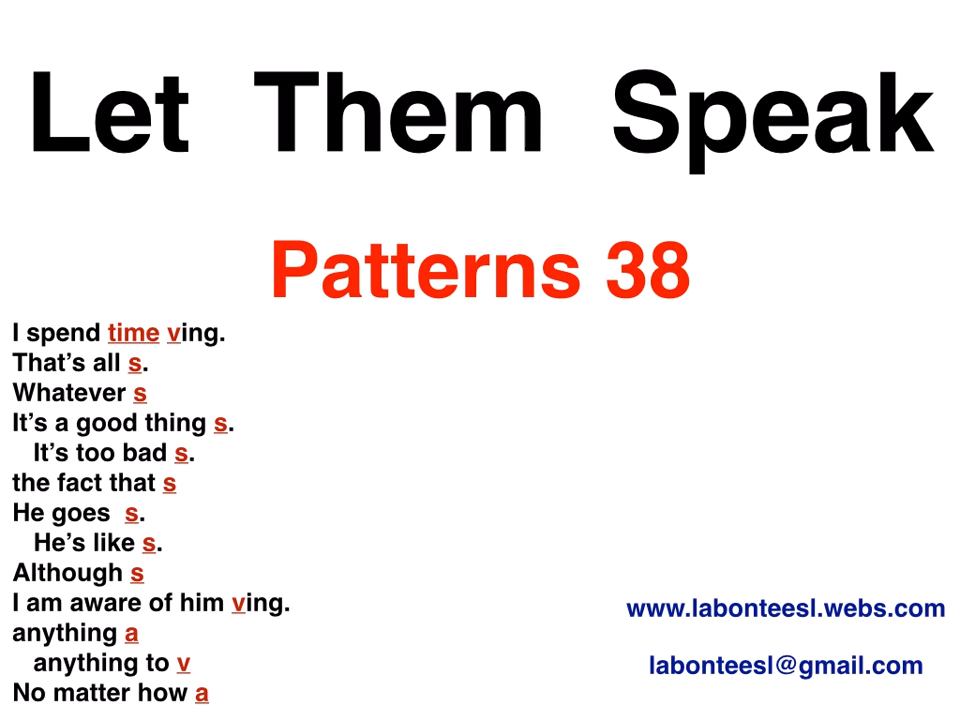 Let Them Speak
Patterns 38
I spend time ving.
That's all s.
Whatever s
It's a good thing s.
It's too bad s.
the fact that s
He goes s.
He's like s.
Although s
I am aware of him ving.
anything a
anything to v
No matter how a
www.labonteesl.webs.com
labonteesl@gmail.com